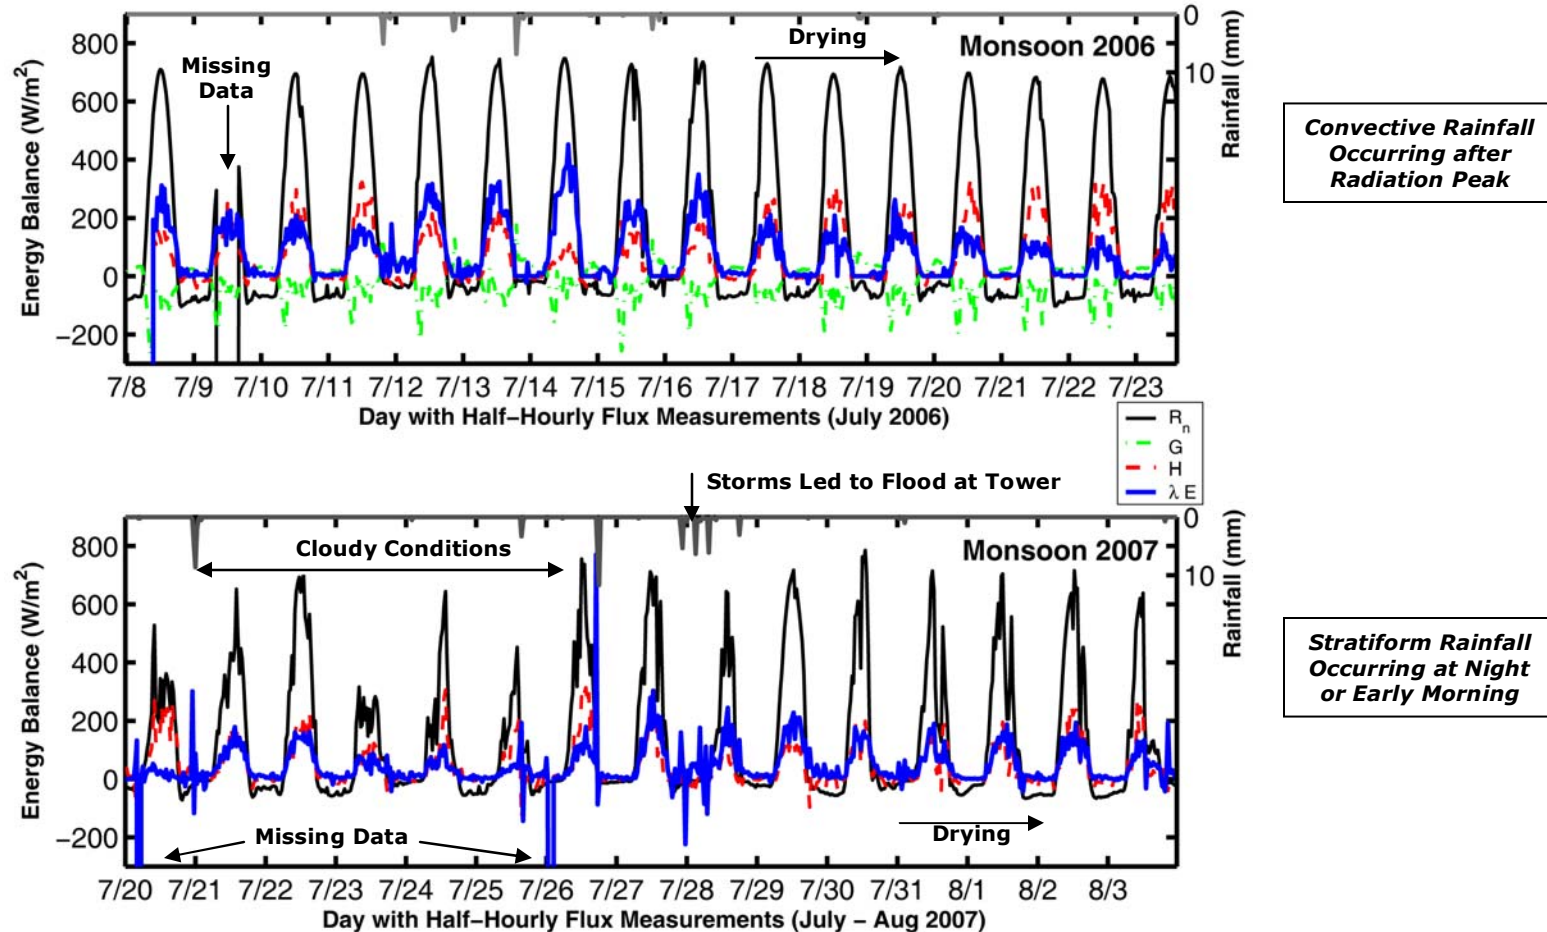 Monsoon 2006
Drying
Missing
Data
Energy Balance (W/m²)
800
600
400
200
0
−200
0
10
Rainfall (mm)
7/8 7/9 7/10 7/11 7/12 7/13 7/14 7/15 7/16 7/17 7/18 7/19 7/20 7/21 7/22 7/23
Day with Half−Hourly Flux Measurements (July 2006)
Convective Rainfall
Occurring after
Radiation Peak
Rn
G
H
λ E
Storms Led to Flood at Tower
Monsoon 2007
Cloudy Conditions
Energy Balance (W/m²)
800
600
400
200
0
−200
0
10
Rainfall (mm)
Missing Data
Drying
7/20 7/21 7/22 7/23 7/24 7/25 7/26 7/27 7/28 7/29 7/30 7/31 8/1 8/2 8/3
Day with Half−Hourly Flux Measurements (July − Aug 2007)
Stratiform Rainfall
Occurring at Night
or Early Morning